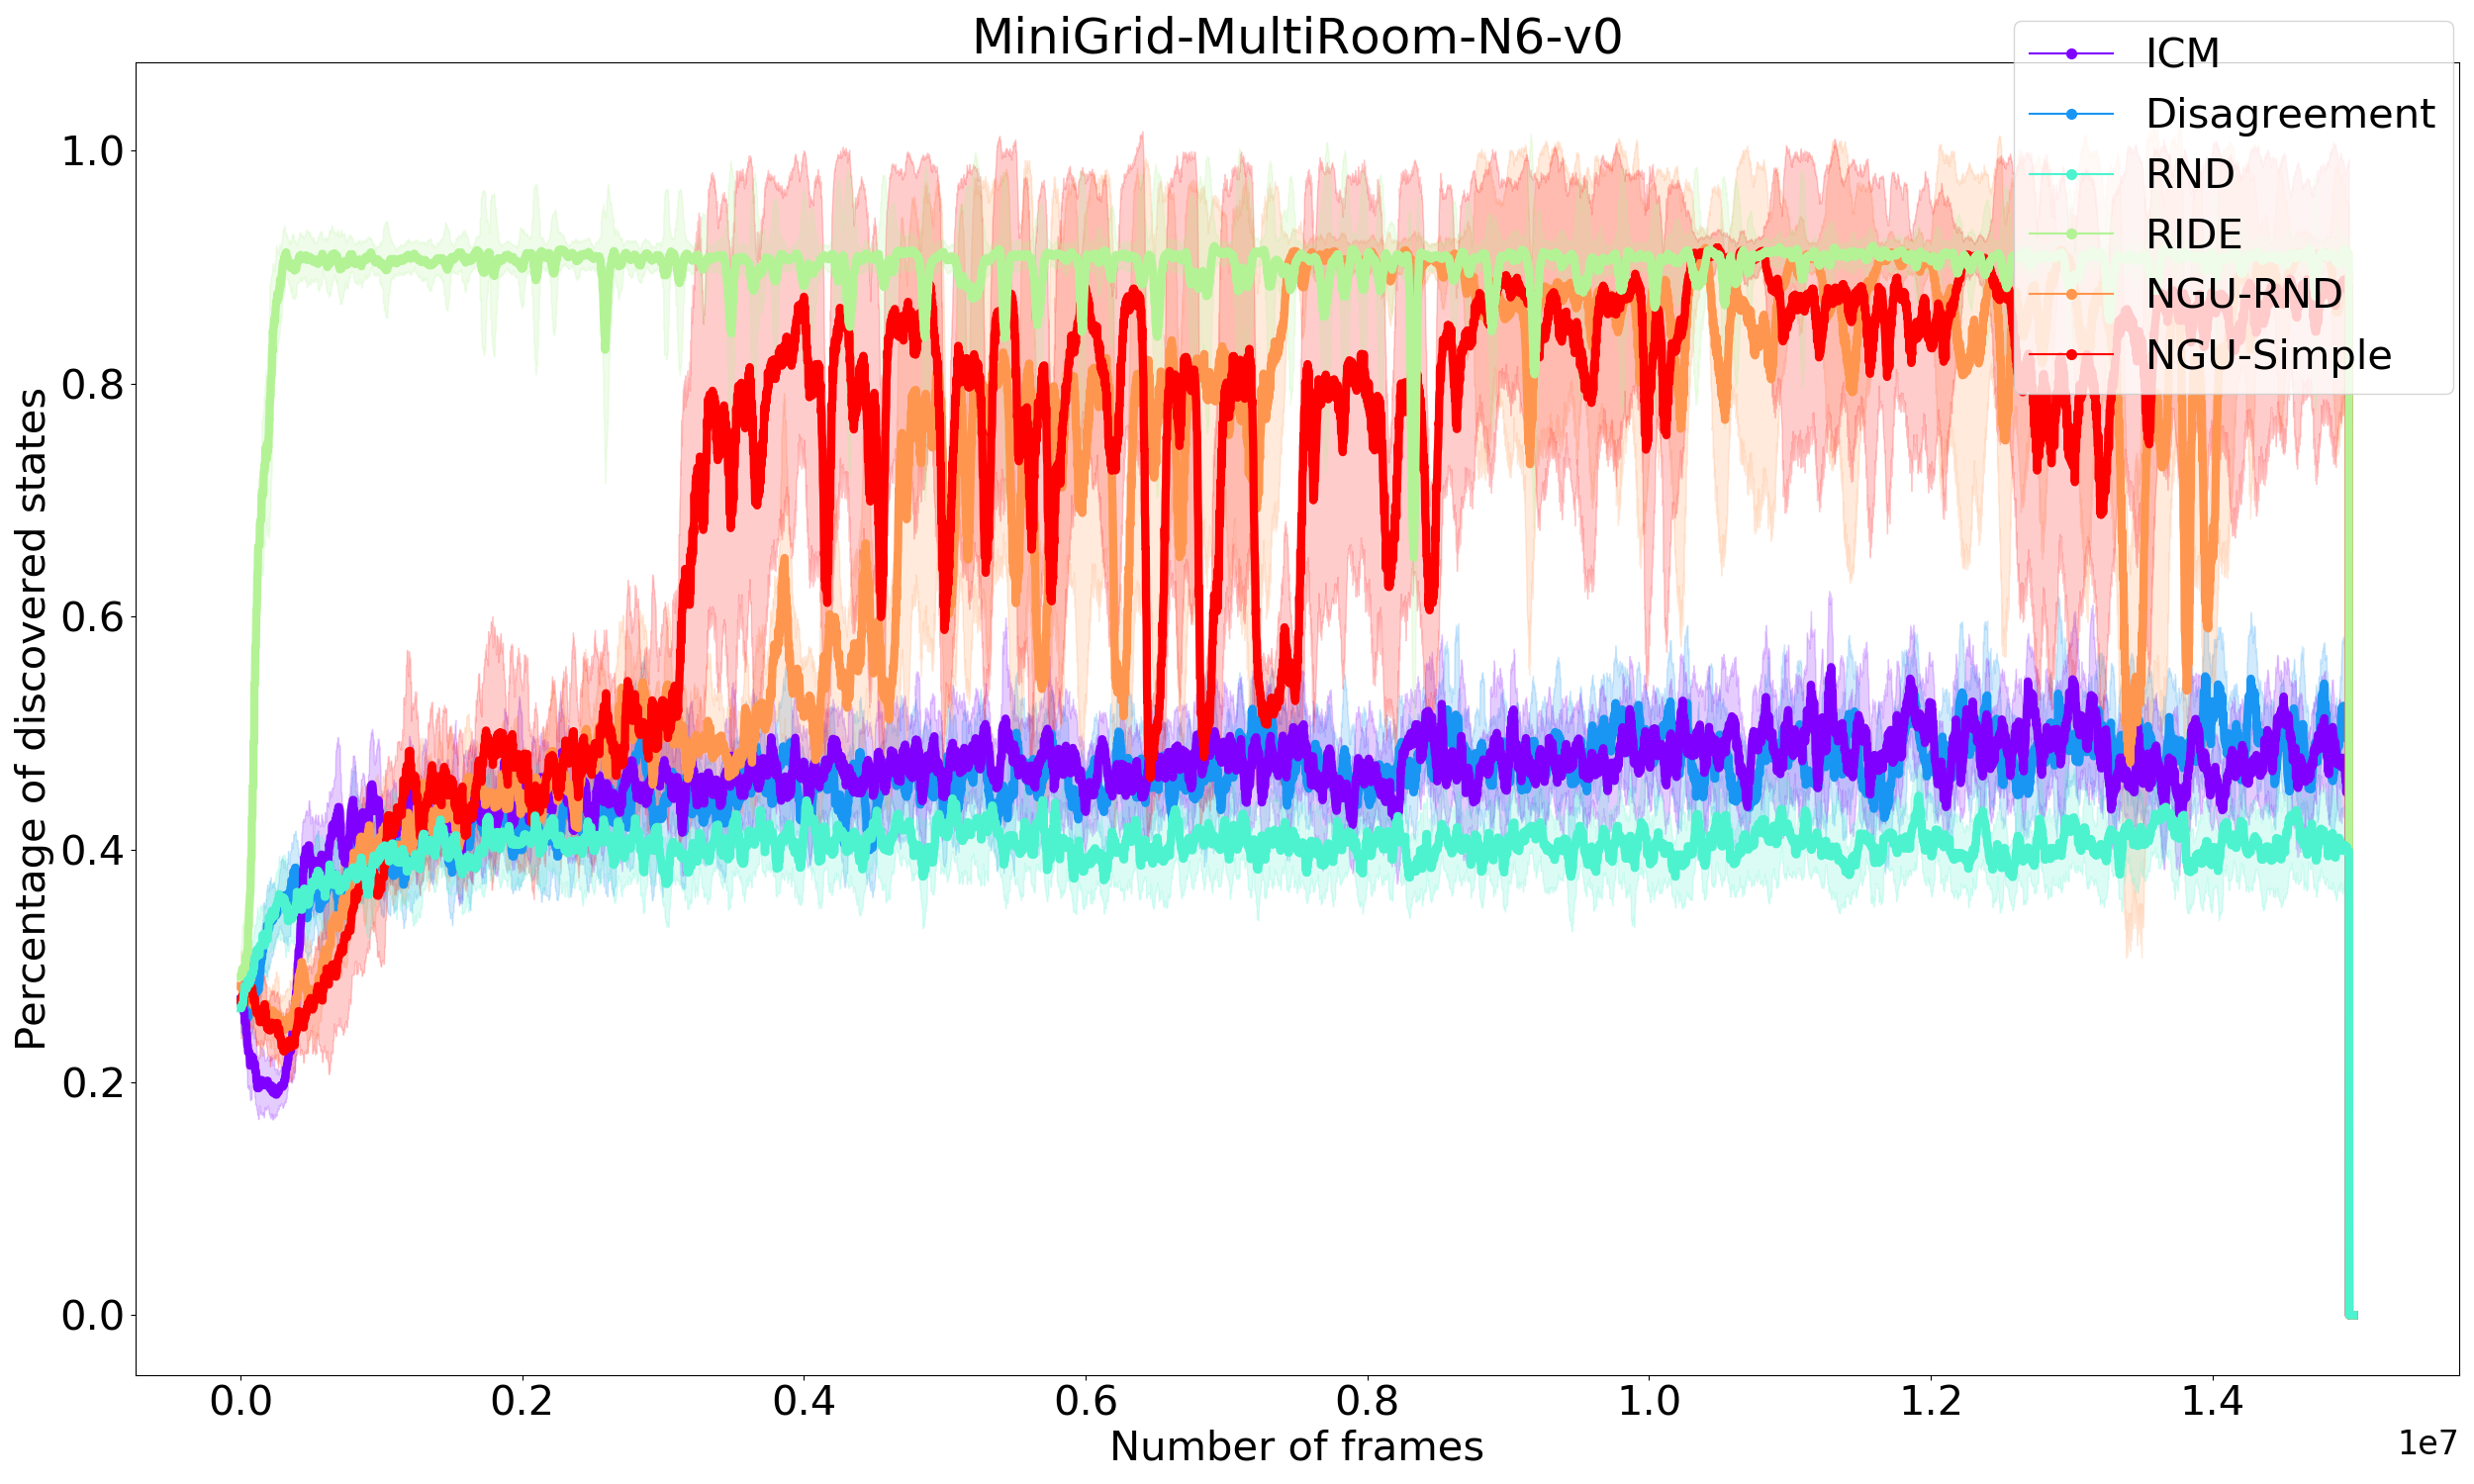 MiniGrid-MultiRoom-N6-v0
ICM
Disagreement
RND
RIDE
NGU-RND
NGU-Simple
Percentage of discovered states
1.0
0.8
0.6
0.4
0.2
0.0
0.0 0.2 0.4 0.6 0.8 1.0 1.2 1.4
1e7
Number of frames